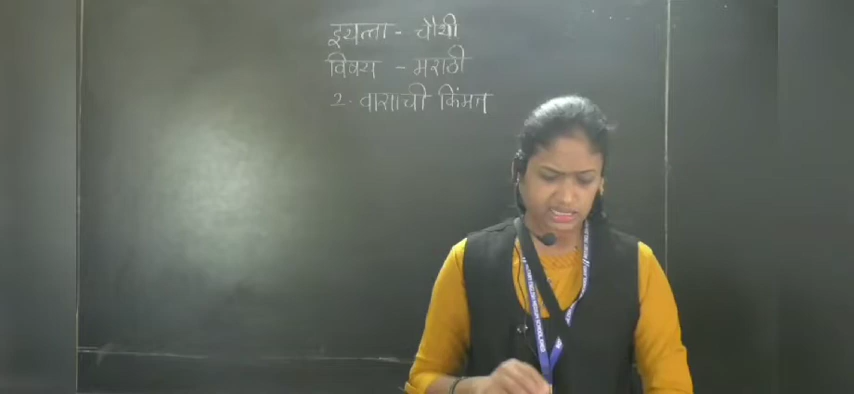 इयत्ता - चौथी
विषय - मराठी
2. वासाची किंमत